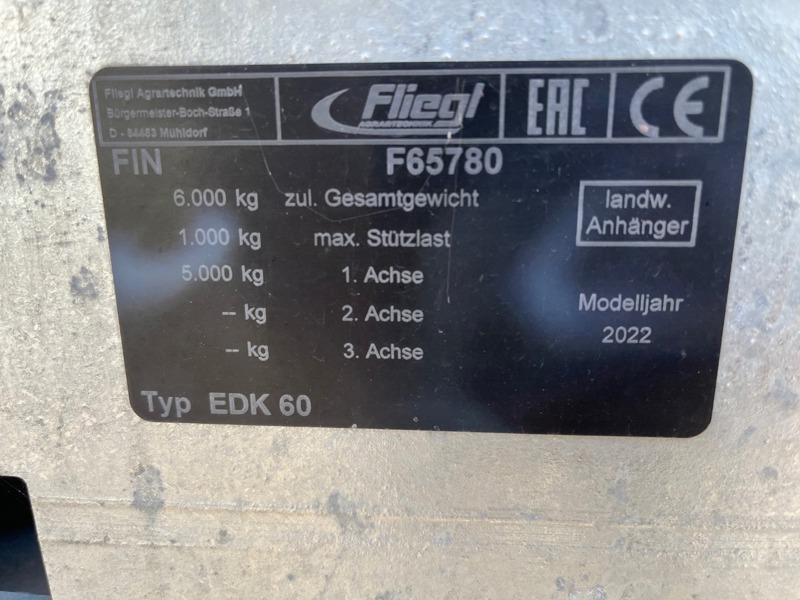 Fliegl Agrartechnik GmbH
Bürgermeister-Boch-Straße 1
D - 84453 Mühldorf
Fliegl
AGRARTECHNIK
EAC
CE
FIN F65780
6.000 kg zul. Gesamtgewicht
1.000 kg max. Stützlast
5.000 kg 1. Achse
-- kg 2. Achse
-- kg 3. Achse
landw.
Anhänger
Modelljahr
2022
Typ EDK 60